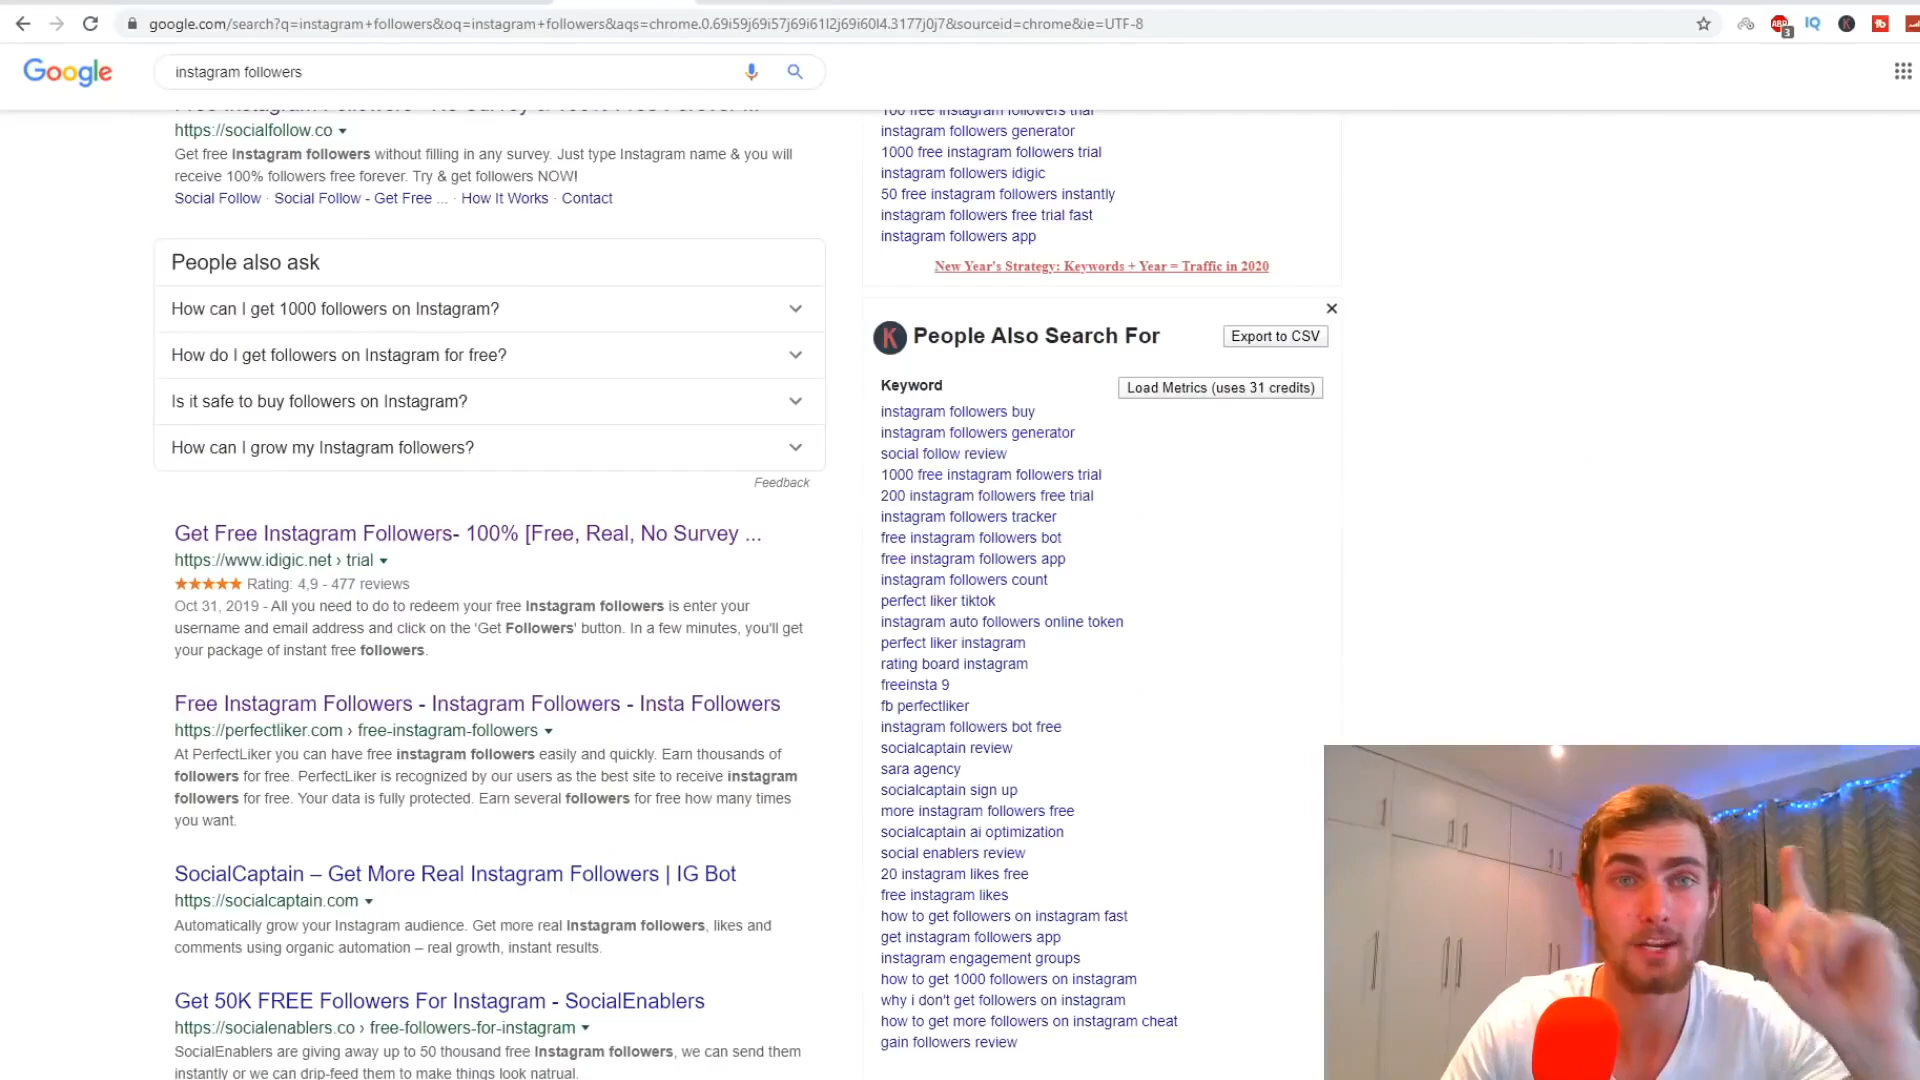 google.com/search?q=instagram+followers&oq=instagram+followers&aqs=chrome.0.69i59j69i57j69i61l2j69i60l4.3177j0j7&sourceid=chrome&ie=UTF-8
ABP
3
IQ
K
tb
Google
instagram followers
https://socialfollow.co
Get free Instagram followers without filling in any survey. Just type Instagram name & you will
receive 100% followers free forever. Try & get followers NOW!
Social Follow · Social Follow - Get Free ... · How It Works · Contact
People also ask
How can I get 1000 followers on Instagram?
How do I get followers on Instagram for free?
Is it safe to buy followers on Instagram?
How can I grow my Instagram followers?
Feedback
Get Free Instagram Followers- 100% [Free, Real, No Survey ...
https://www.idigic.net › trial
Rating: 4,9 - 477 reviews
Oct 31, 2019 - All you need to do to redeem your free Instagram followers is enter your
username and email address and click on the 'Get Followers' button. In a few minutes, you'll get
your package of instant free followers.
Free Instagram Followers - Instagram Followers - Insta Followers
https://perfectliker.com › free-instagram-followers
At PerfectLiker you can have free instagram followers easily and quickly. Earn thousands of
followers for free. PerfectLiker is recognized by our users as the best site to receive instagram
followers for free. Your data is fully protected. Earn several followers for free how many times
you want.
SocialCaptain – Get More Real Instagram Followers | IG Bot
https://socialcaptain.com
Automatically grow your Instagram audience. Get more real Instagram followers, likes and
comments using organic automation – real growth, instant results.
Get 50K FREE Followers For Instagram - SocialEnablers
https://socialenablers.co › free-followers-for-instagram
SocialEnablers are giving away up to 50 thousand free Instagram followers, we can send them
instantly or we can drip-feed them to make things look natrual.
100 free instagram followers trial
instagram followers generator
1000 free instagram followers trial
instagram followers idigic
50 free instagram followers instantly
instagram followers free trial fast
instagram followers app
New Year's Strategy: Keywords + Year = Traffic in 2020
K People Also Search For
Export to CSV
Keyword
Load Metrics (uses 31 credits)
instagram followers buy
instagram followers generator
social follow review
1000 free instagram followers trial
200 instagram followers free trial
instagram followers tracker
free instagram followers bot
free instagram followers app
instagram followers count
perfect liker tiktok
instagram auto followers online token
perfect liker instagram
rating board instagram
freeinsta 9
fb perfectliker
instagram followers bot free
socialcaptain review
sara agency
socialcaptain sign up
more instagram followers free
socialcaptain ai optimization
social enablers review
20 instagram likes free
free instagram likes
how to get followers on instagram fast
get instagram followers app
instagram engagement groups
how to get 1000 followers on instagram
why i don't get followers on instagram
how to get more followers on instagram cheat
gain followers review